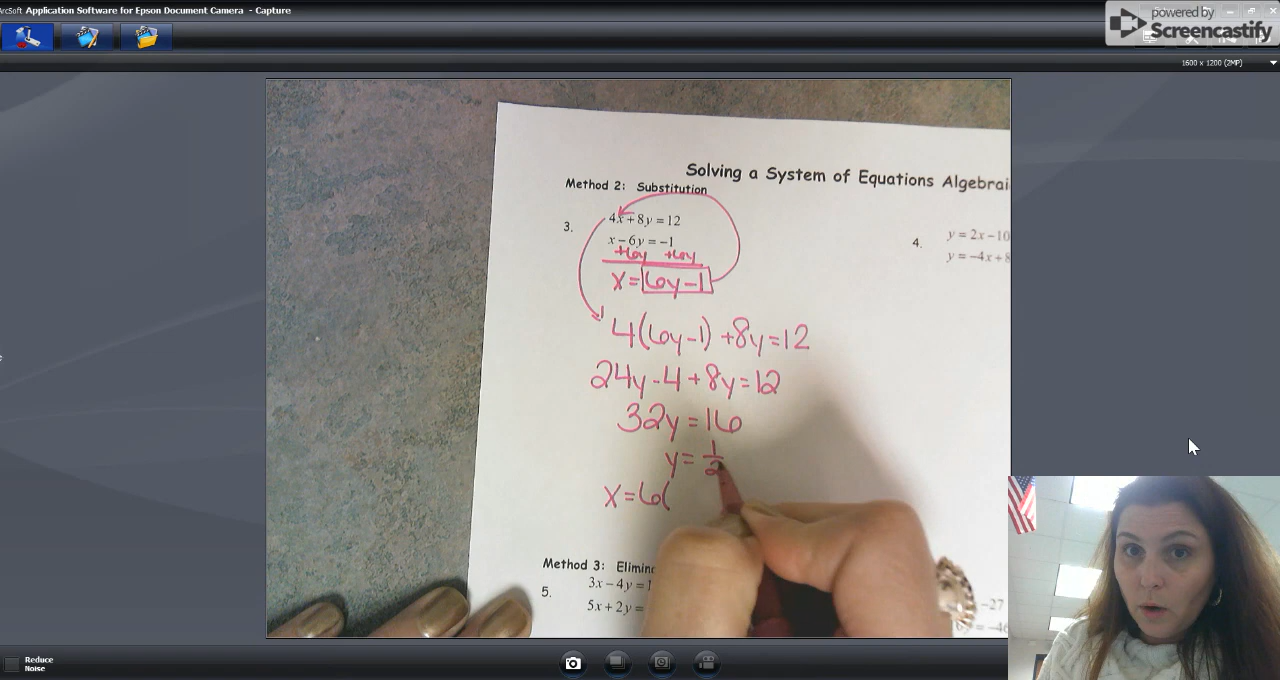 ArcSoft Application Software for Epson Document Camera - Capture
powered by
Screencastify
1600 x 1200 (2MP)
Solving a System of Equations Algebrai
Method 2: Substitution
3.
4x+8y=12
x-6y=-1
+6y +6y
x=6y-1
4(6y-1)+8y=12
24y-4+8y=12
32y=16
y=1/2
x=6(
4.
y=2x-10
y=-4x+8
Method 3: Elimin
5.
3x-4y=1
5x+2y=
-27
y=-46
Reduce
Noise